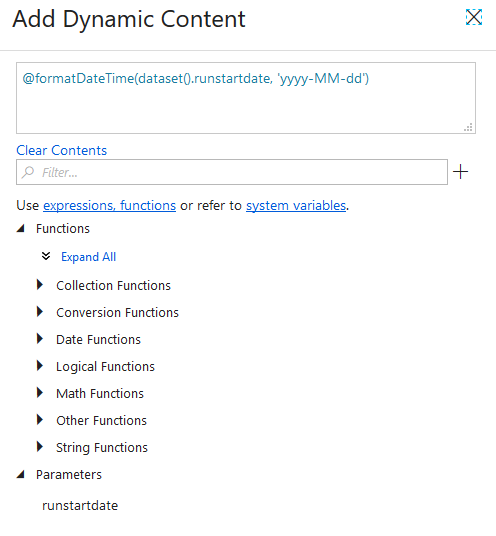 Add Dynamic Content
@formatDateTime(dataset().runstartdate, 'yyyy-MM-dd')
Clear Contents
Filter...
Use expressions, functions or refer to system variables.
Functions
Expand All
Collection Functions
Conversion Functions
Date Functions
Logical Functions
Math Functions
Other Functions
String Functions
Parameters
runstartdate